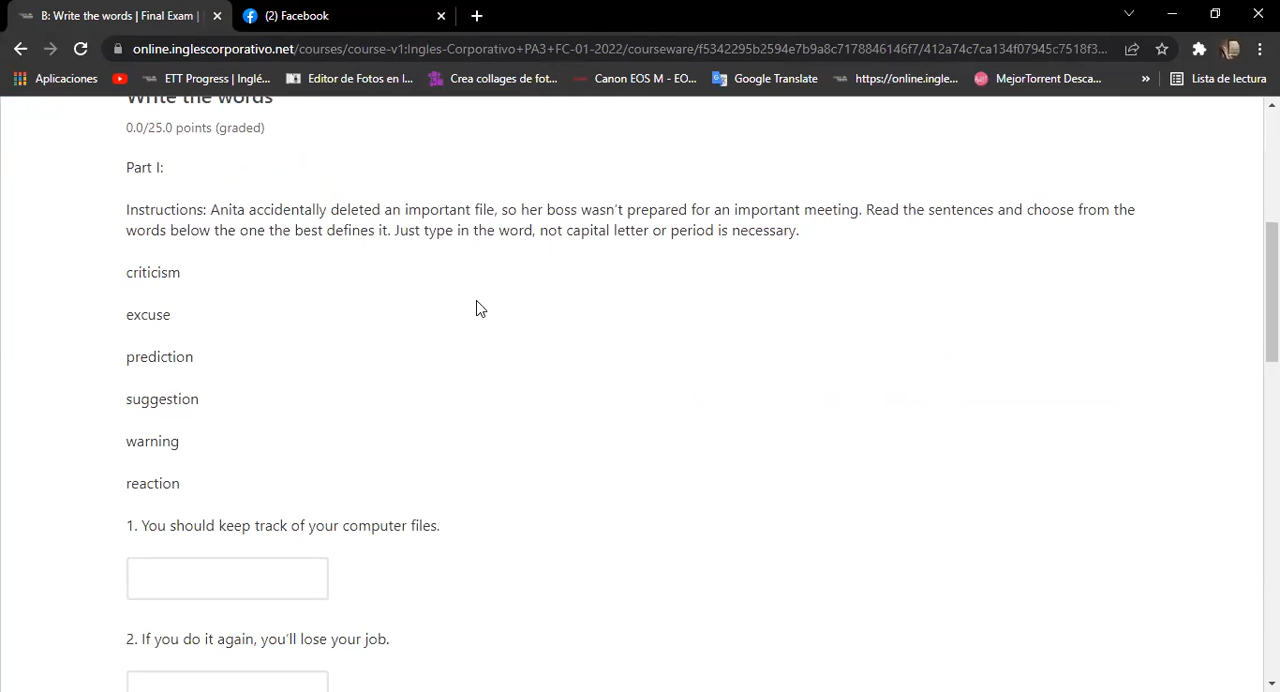 B: Write the words | Final Exam |
(2) Facebook
online.inglescorporativo.net/courses/course-v1:Ingles-Corporativo+PA3+FC-01-2022/courseware/f5342295b2594e7b9a8c7178846146f7/412a74c7ca134f07945c7518f3...
Aplicaciones
ETT Progress | Inglé...
Editor de Fotos en l...
Crea collages de fot...
Canon EOS M - EO...
Google Translate
https://online.ingle...
MejorTorrent Desca...
»
Lista de lectura
Write the words
0.0/25.0 points (graded)
Part I:
Instructions: Anita accidentally deleted an important file, so her boss wasn't prepared for an important meeting. Read the sentences and choose from the
words below the one the best defines it. Just type in the word, not capital letter or period is necessary.
criticism
excuse
prediction
suggestion
warning
reaction
1. You should keep track of your computer files.
2. If you do it again, you'll lose your job.